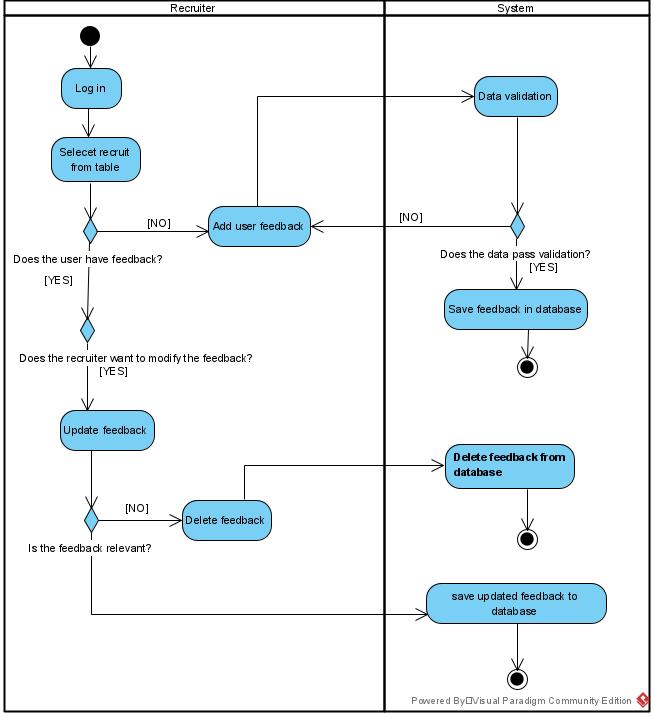 Recruiter
System
Log in
Data validation
Selecet recruit
from table
[NO]
Add user feedback
[NO]
Does the user have feedback?
Does the data pass validation?
[YES]
[YES]
Save feedback in database
Does the recruiter want to modify the feedback?
[YES]
Update feedback
Delete feedback from
database
[NO]
Delete feedback
Is the feedback relevant?
save updated feedback to
database
Powered By Visual Paradigm Community Edition